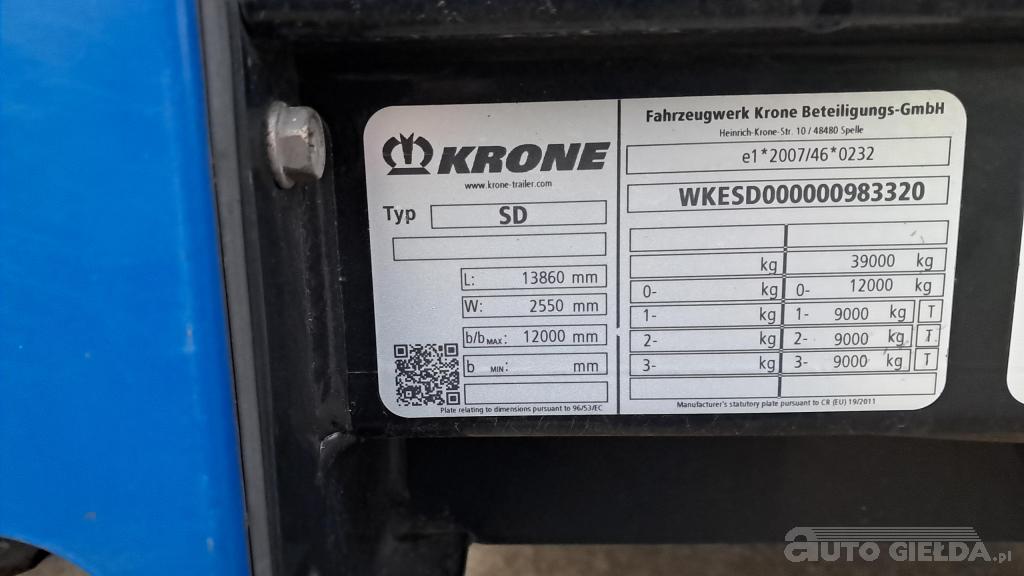 KRONE
www.krone-trailer.com
Typ SD
L: 13860 mm
W: 2550 mm
b/b MAX: 12000 mm
b MIN: mm
Plate relating to dimensions pursuant to 96/53/EC
Fahrzeugwerk Krone Beteiligungs-GmbH
Heinrich-Krone-Str. 10 / 48480 Spelle
e1*2007/46*0232
WKESD000000983320
kg 39000 kg
0- kg 0- 12000 kg
1- kg 1- 9000 kg T
2- kg 2- 9000 kg T
3- kg 3- 9000 kg T
Manufacturer's statutory plate pursuant to CR (EU) 19/2011
AUTO GIEŁDA.pl